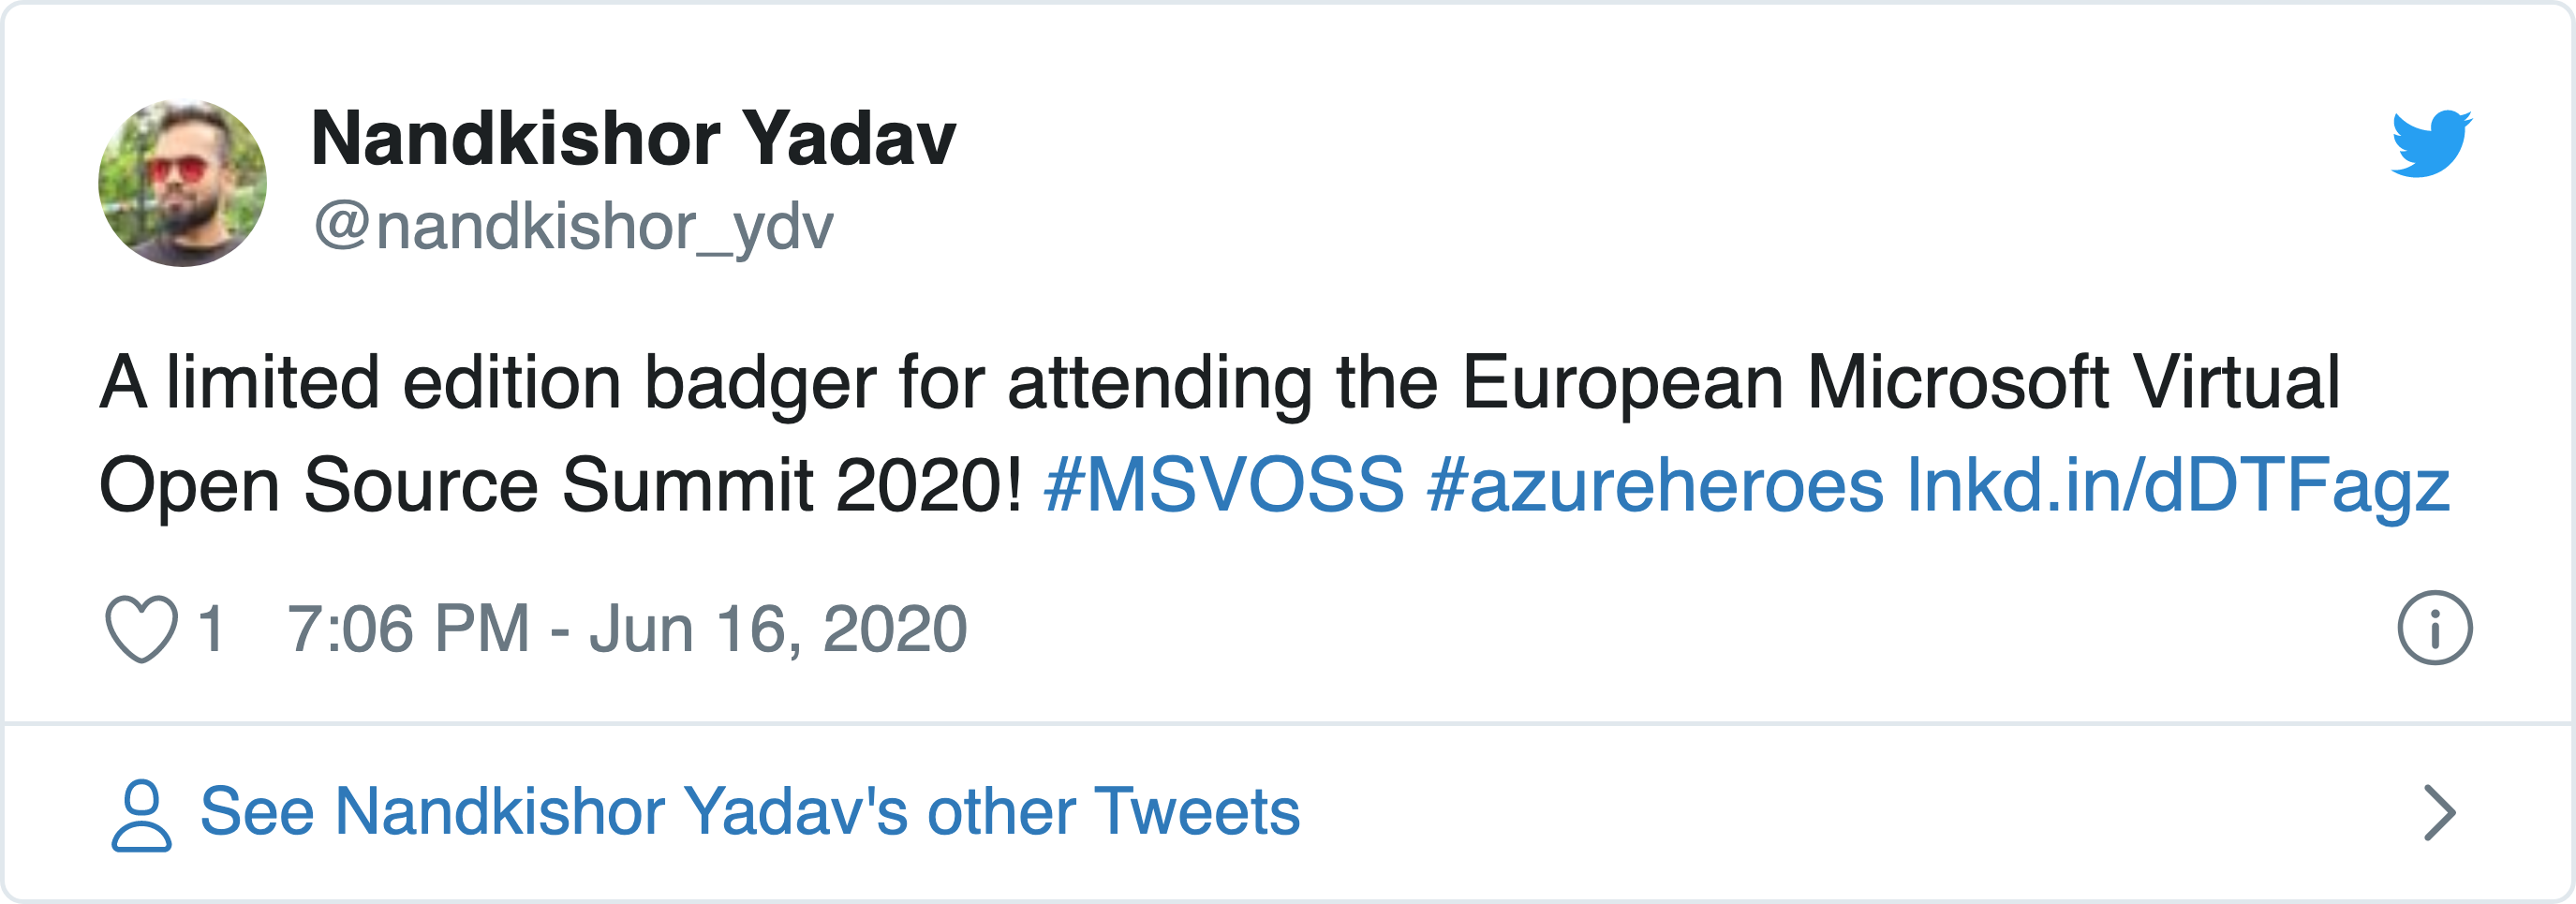 Nandkishor Yadav
@nandkishor_ydv
A limited edition badger for attending the European Microsoft Virtual
Open Source Summit 2020! #MSVOSS #azureheroes lnkd.in/dDTFagz
1 7:06 PM - Jun 16, 2020
See Nandkishor Yadav's other Tweets